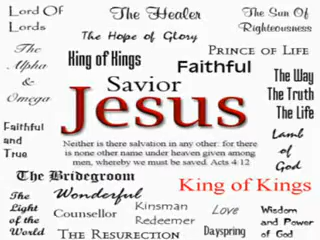 Lord Of
Lords
The Healer
The Sun Of
Righteousness
The Hope of Glory
The
Alpha
&
Omega
King of Kings
Prince of Life
Faithful
Savior
The Way
The Truth
The Life
Jesus
Faithful
and
True
Neither is there salvation in any other: for there
is none other name under heaven given among
men, whereby we must be saved. Acts 4:12
Lamb
of
God
The Bridegroom
King of Kings
The
Light
of the
World
Wonderful
Counsellor
Kinsman
Redeemer
Love
Wisdom
and Power
of God
The Resurrection
Dayspring